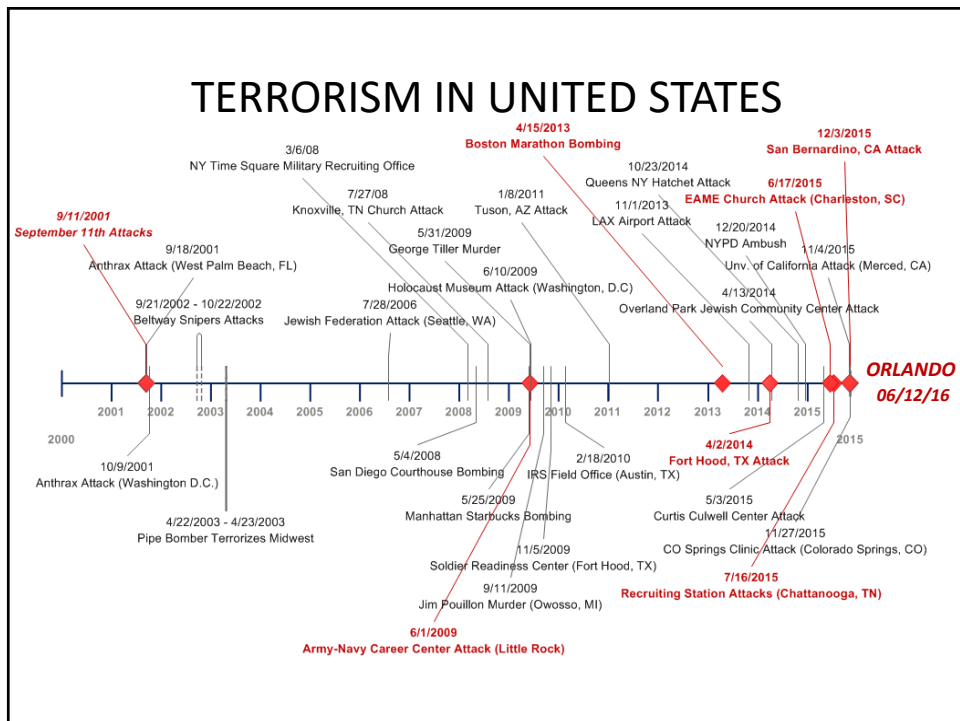 TERRORISM IN UNITED STATES
4/15/2013
Boston Marathon Bombing
12/3/2015
San Bernardino, CA Attack
3/6/08
NY Time Square Military Recruiting Office
10/23/2014
Queens NY Hatchet Attack
6/17/2015
EAME Church Attack (Charleston, SC)
7/27/08
Knoxville, TN Church Attack
1/8/2011
Tuson, AZ Attack
11/1/2013
LAX Airport Attack
9/11/2001
September 11th Attacks
5/31/2009
George Tiller Murder
12/20/2014
NYPD Ambush
9/18/2001
Anthrax Attack (West Palm Beach, FL)
11/4/2015
Unv. of California Attack (Merced, CA)
6/10/2009
Holocaust Museum Attack (Washington, D.C)
9/21/2002 - 10/22/2002
Beltway Snipers Attacks
7/28/2006
Jewish Federation Attack (Seattle, WA)
4/13/2014
Overland Park Jewish Community Center Attack
ORLANDO
06/12/16
2001 2002 2003 2004 2005 2006 2007 2008 2009 2010 2011 2012 2013 2014 2015
2000 2015
10/9/2001
Anthrax Attack (Washington D.C.)
5/4/2008
San Diego Courthouse Bombing
2/18/2010
IRS Field Office (Austin, TX)
4/2/2014
Fort Hood, TX Attack
5/25/2009
Manhattan Starbucks Bombing
5/3/2015
Curtis Culwell Center Attack
4/22/2003 - 4/23/2003
Pipe Bomber Terrorizes Midwest
11/5/2009
Soldier Readiness Center (Fort Hood, TX)
11/27/2015
CO Springs Clinic Attack (Colorado Springs, CO)
9/11/2009
Jim Pouillon Murder (Owosso, MI)
7/16/2015
Recruiting Station Attacks (Chattanooga, TN)
6/1/2009
Army-Navy Career Center Attack (Little Rock)